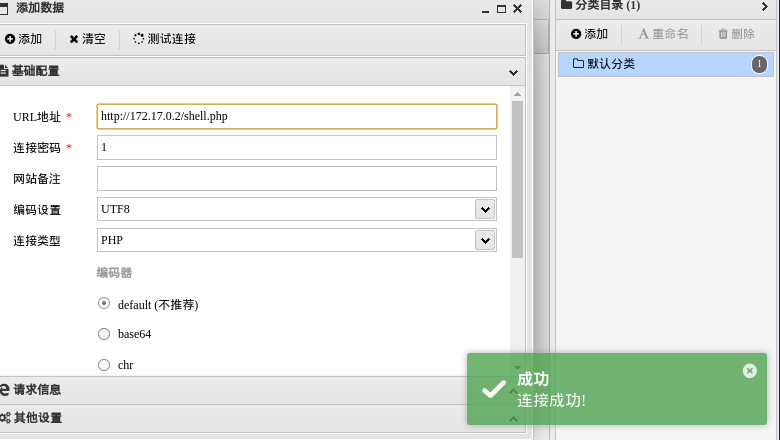 添加数据
添加 清空 测试连接
基础配置
URL地址 * http://172.17.0.2/shell.php
连接密码 * 1
网站备注
编码设置 UTF8
连接类型 PHP
编码器
default (不推荐)
base64
chr
请求信息
其他设置
分类目录 (1)
添加 重命名 删除
默认分类 1
成功
连接成功!